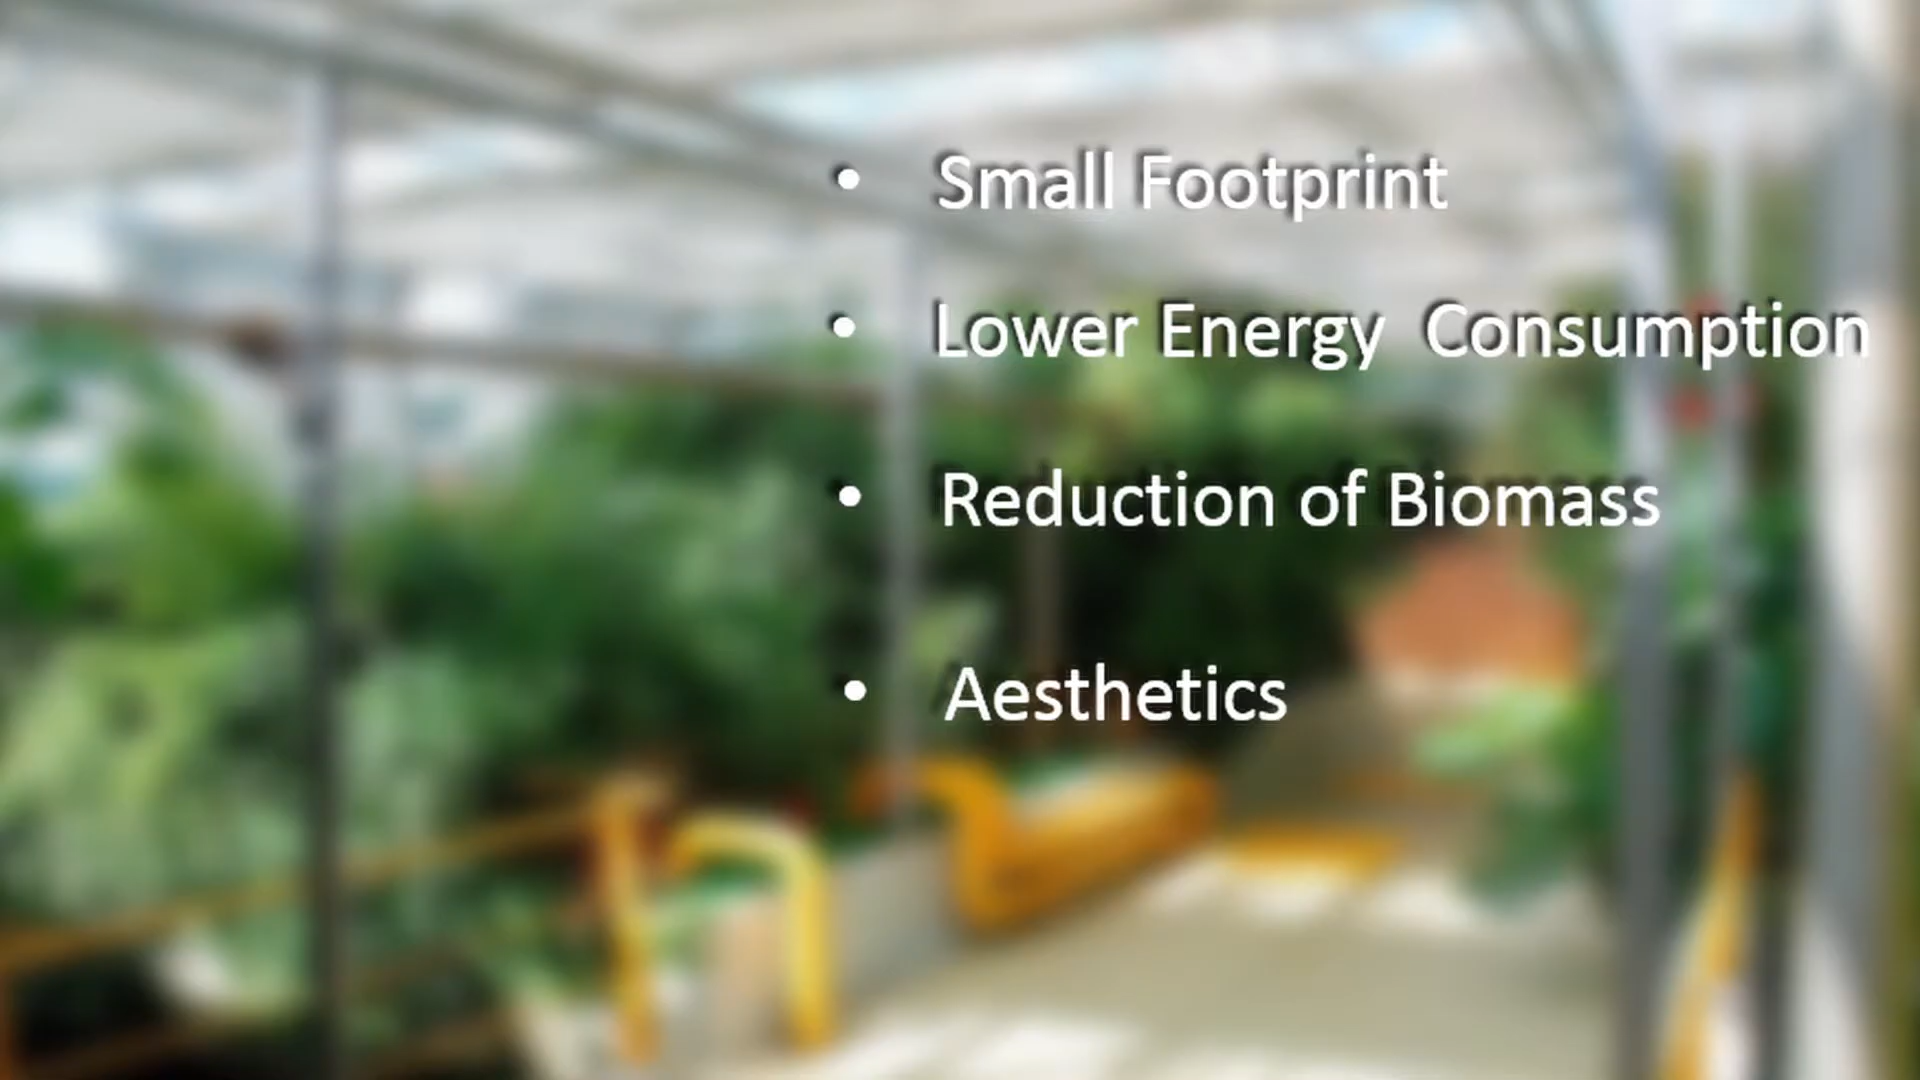 • Small Footprint
• Lower Energy  Consumption
• Reduction of Biomass
• Aesthetics